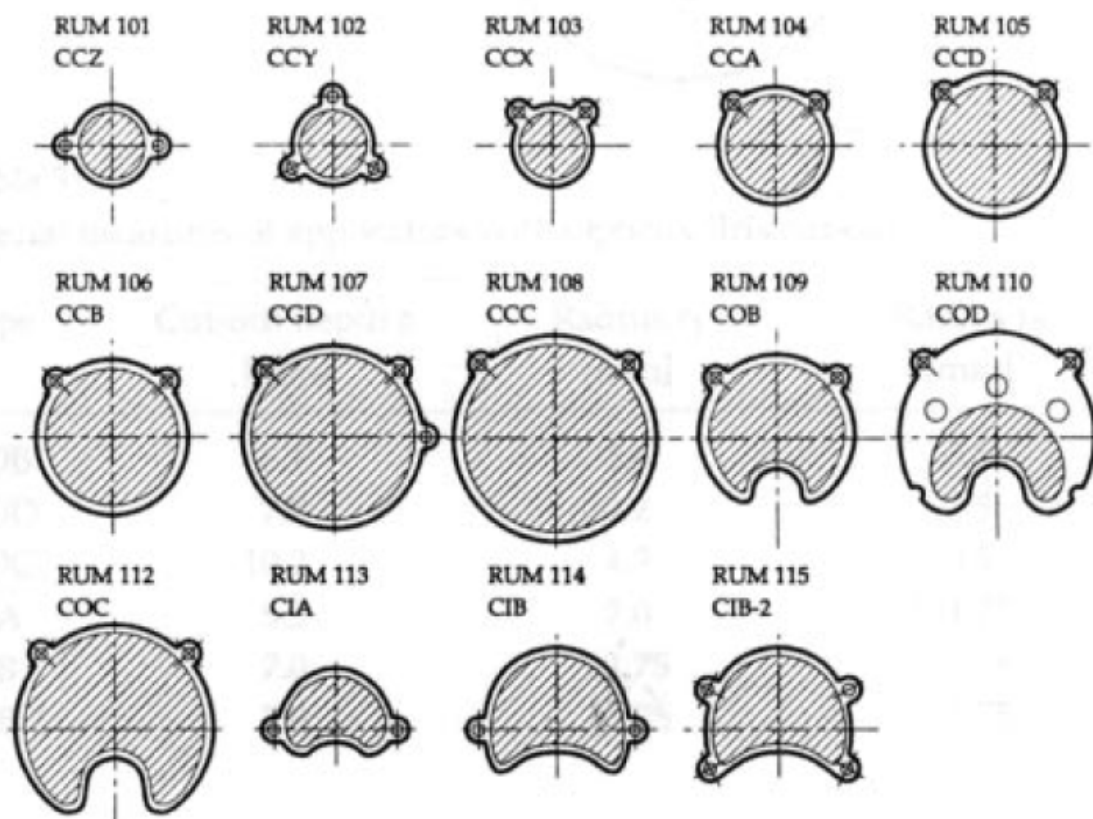 RUM 101
CCZ
RUM 102
CCY
RUM 103
CCX
RUM 104
CCA
RUM 105
CCD
RUM 106
CCB
RUM 107
CGD
RUM 108
CCC
RUM 109
COB
RUM 110
COD
RUM 112
COC
RUM 113
CIA
RUM 114
CIB
RUM 115
CIB-2